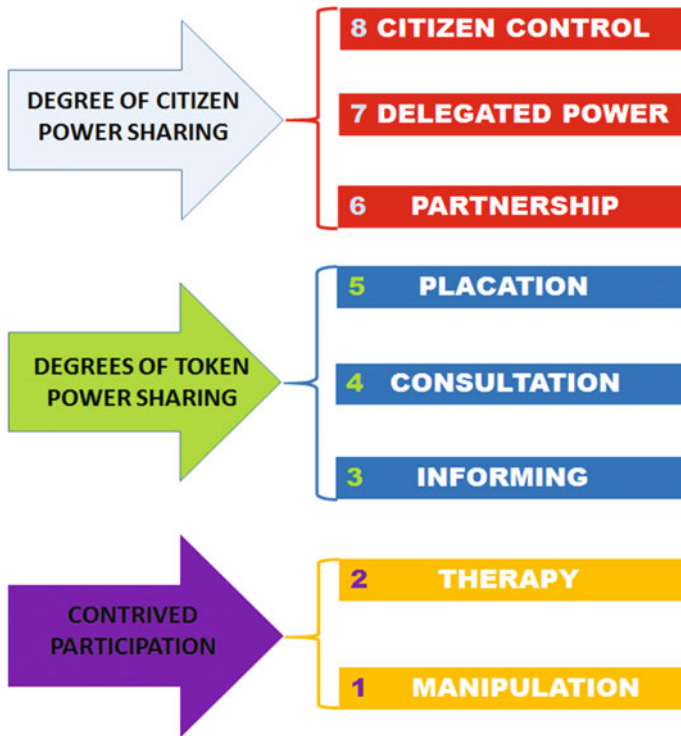 DEGREE OF CITIZEN
POWER SHARING
8 CITIZEN CONTROL
7 DELEGATED POWER
6 PARTNERSHIP
DEGREES OF TOKEN
POWER SHARING
5 PLACATION
4 CONSULTATION
3 INFORMING
CONTRIVED
PARTICIPATION
2 THERAPY
1 MANIPULATION